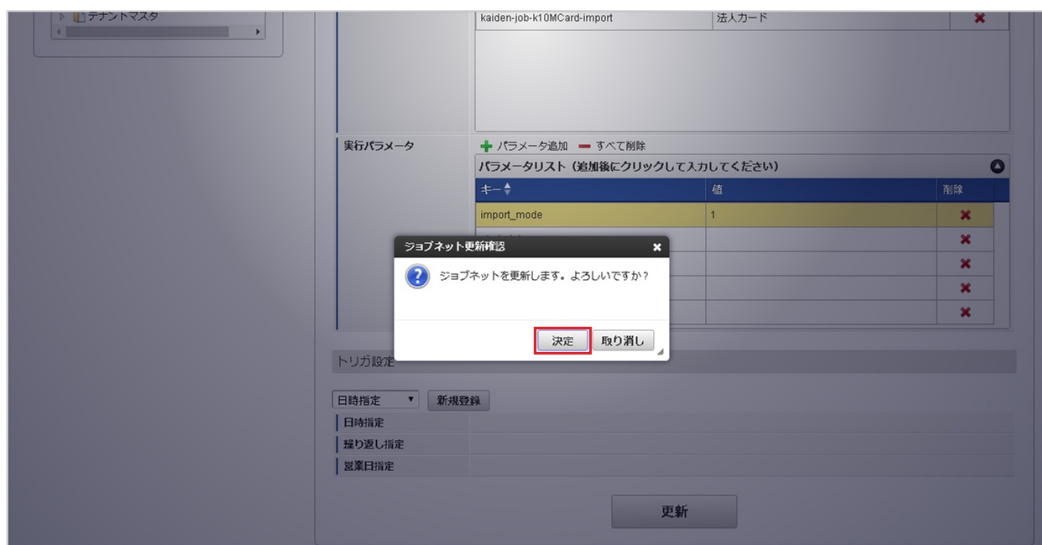 テナントマスタ
kaiden-job-k10MCard-import 法人カード
実行パラメータ
パラメータ追加 すべて削除
パラメータリスト（追加後にクリックして入力してください）
キー 値 削除
import_mode 1
ジョブネット更新確認
ジョブネットを更新します。よろしいですか？
決定 取り消し
トリガ設定
日時指定 新規登録
日時指定
繰り返し指定
営業日指定
更新